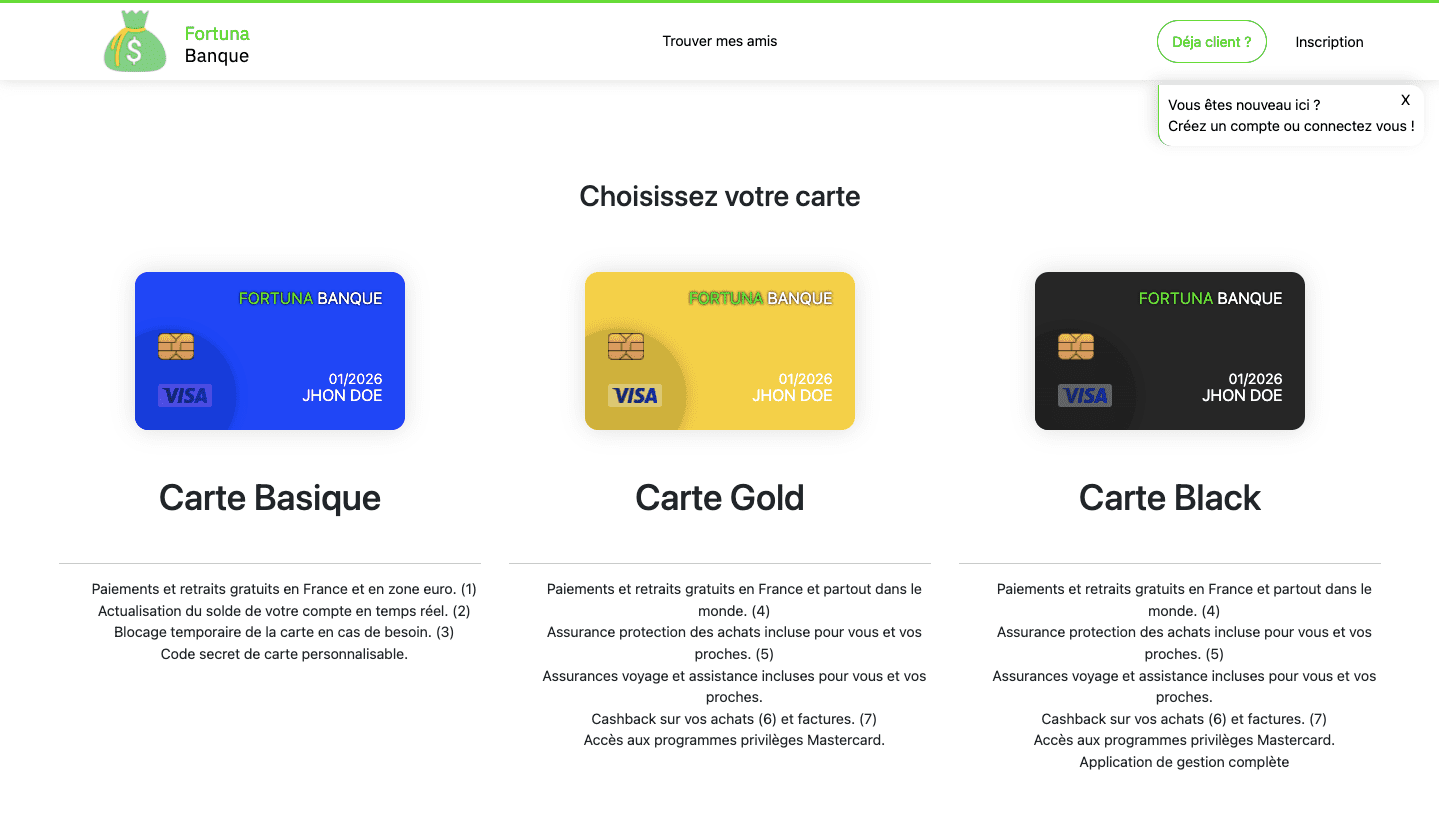 Fortuna
Banque
Trouver mes amis
Déja client ?
Inscription
Vous êtes nouveau ici ?
X
Créez un compte ou connectez vous !
Choisissez votre carte
FORTUNA BANQUE
01/2026
VISA
JHON DOE
FORTUNA BANQUE
01/2026
VISA
JHON DOE
FORTUNA BANQUE
01/2026
VISA
JHON DOE
Carte Basique
Paiements et retraits gratuits en France et en zone euro. (1)
Actualisation du solde de votre compte en temps réel. (2)
Blocage temporaire de la carte en cas de besoin. (3)
Code secret de carte personnalisable.
Carte Gold
Paiements et retraits gratuits en France et partout dans le
monde. (4)
Assurance protection des achats incluse pour vous et vos
proches. (5)
Assurances voyage et assistance incluses pour vous et vos
proches.
Cashback sur vos achats (6) et factures. (7)
Accès aux programmes privilèges Mastercard.
Carte Black
Paiements et retraits gratuits en France et partout dans le
monde. (4)
Assurance protection des achats incluse pour vous et vos
proches. (5)
Assurances voyage et assistance incluses pour vous et vos
proches.
Cashback sur vos achats (6) et factures. (7)
Accès aux programmes privilèges Mastercard.
Application de gestion complète